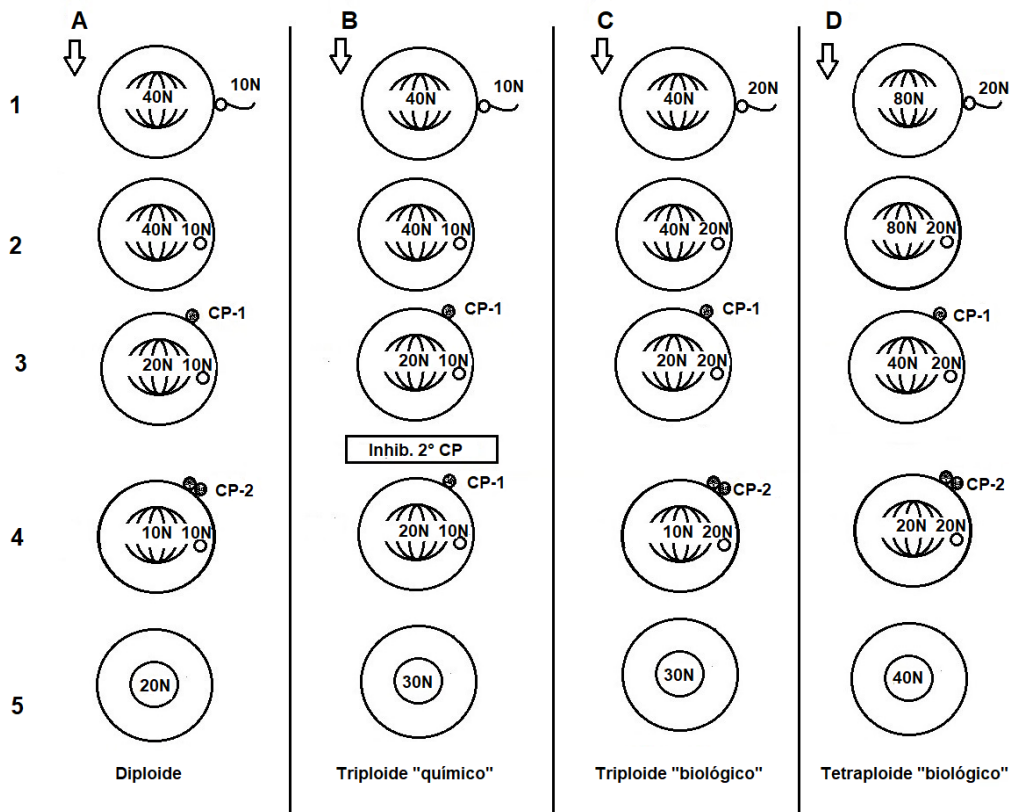 A B C D
1 40N 10N 40N 10N 40N 20N 80N 20N
2 40N 10N 40N 10N 40N 20N 80N 20N
CP-1 CP-1 CP-1 CP-1
3 20N 10N 20N 10N 20N 20N 40N 20N
Inhib. 2° CP
CP-2 CP-1 CP-2 CP-2
4 10N 10N 20N 10N 10N 20N 20N 20N
5 20N 30N 30N 40N
Diploide Triploide "químico" Triploide "biológico" Tetraploide "biológico"